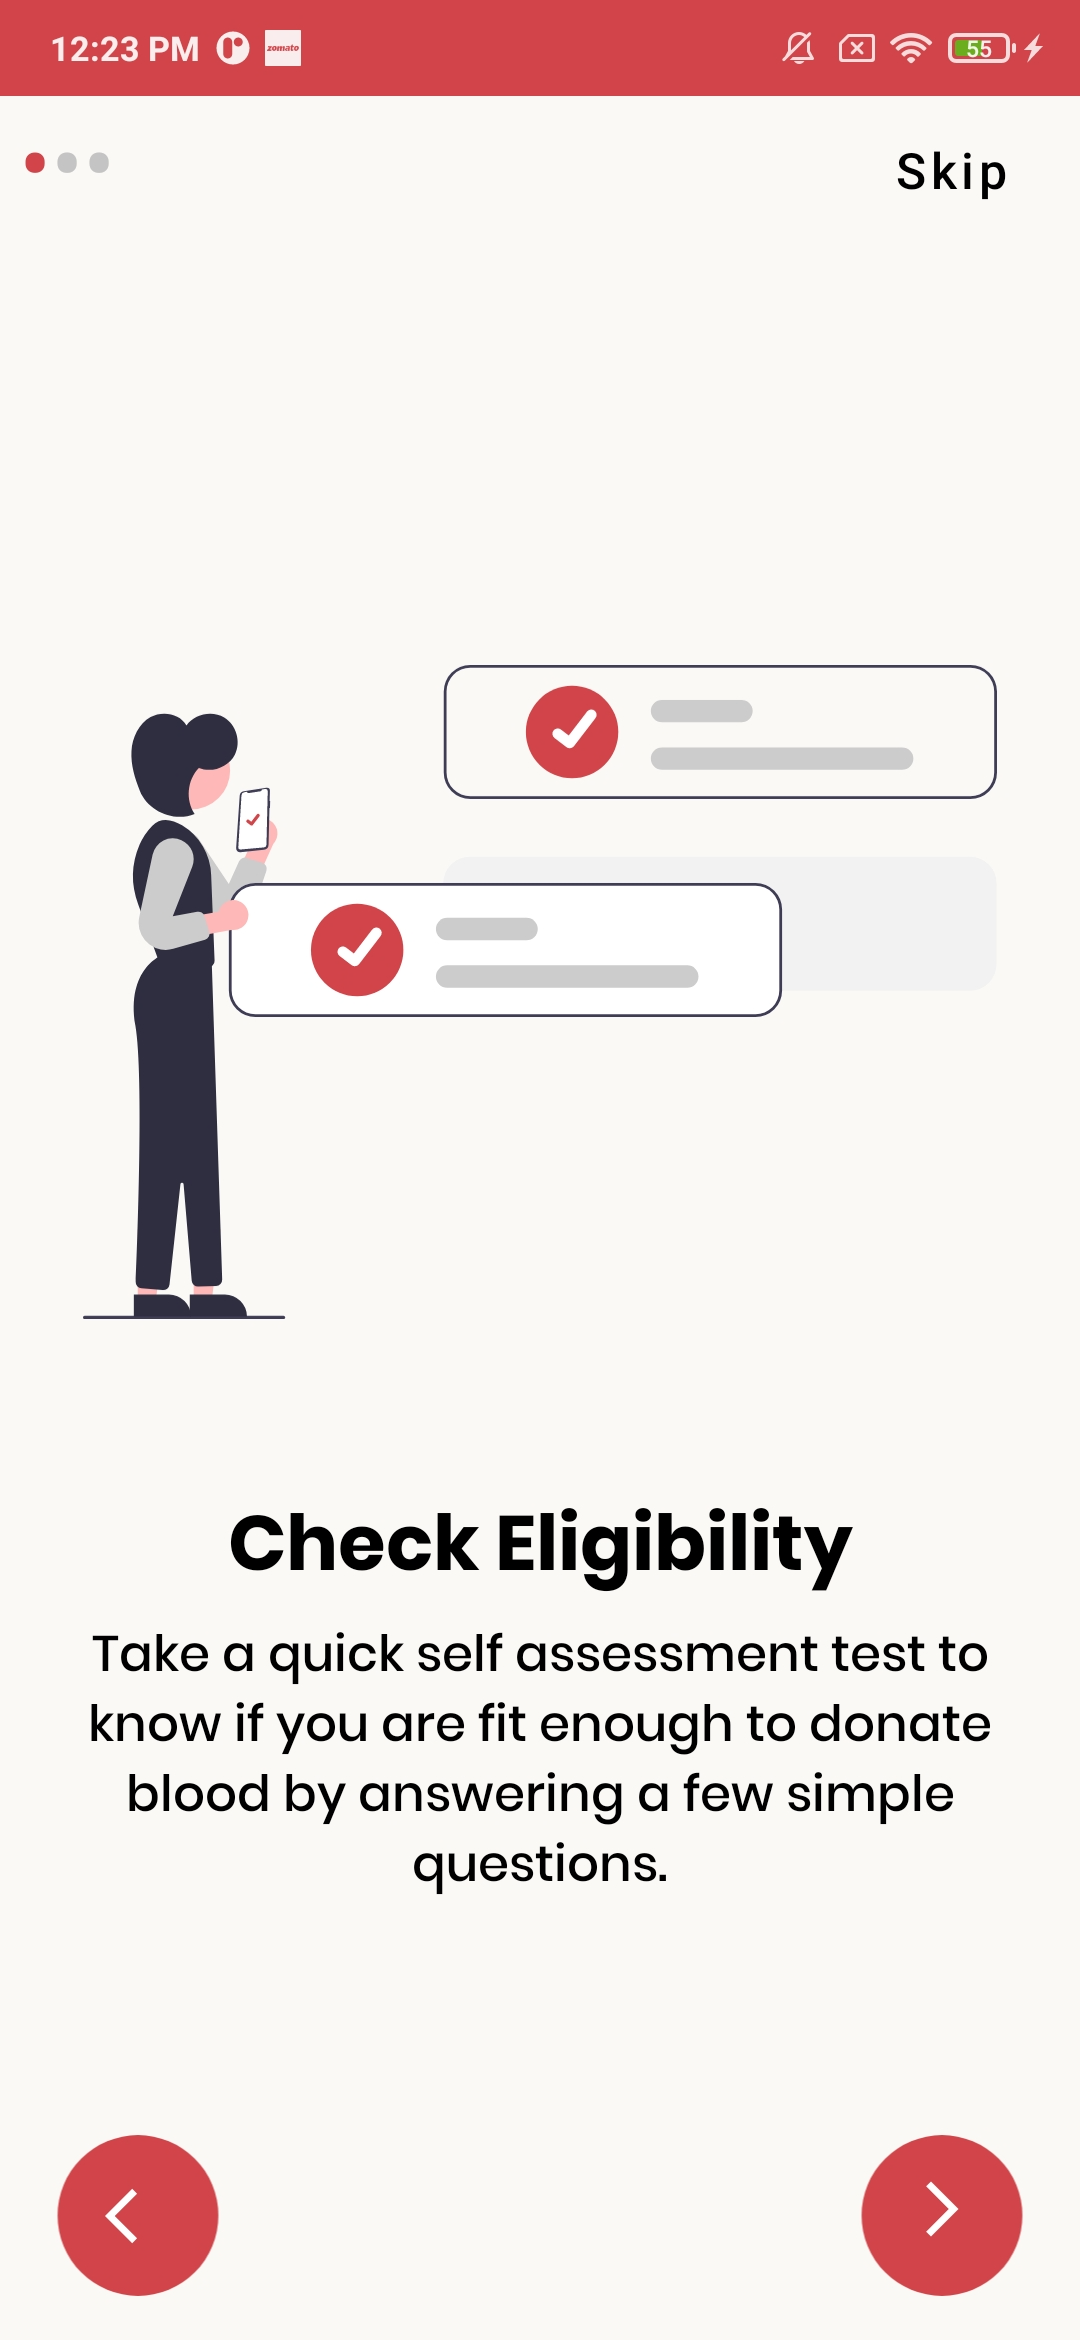 12:23 PM zomato 55
Skip
Check Eligibility
Take a quick self assessment test to
know if you are fit enough to donate
blood by answering a few simple
questions.